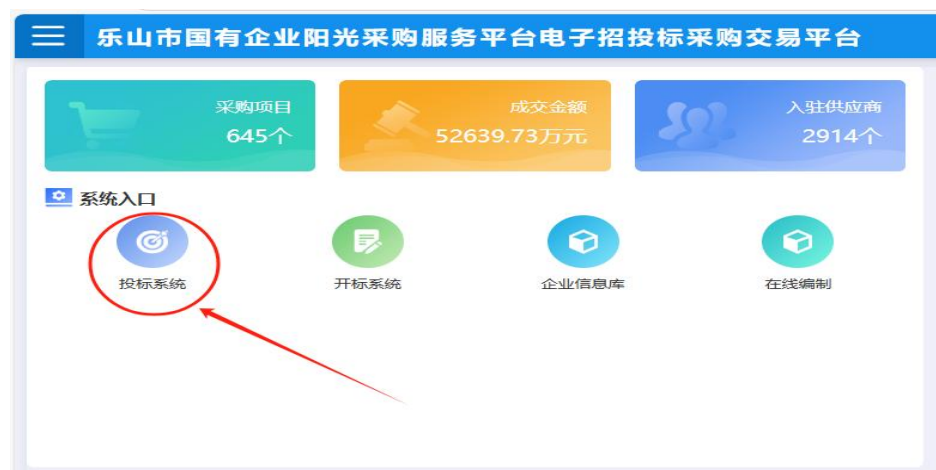 乐山市国有企业阳光采购服务平台电子招投标采购交易平台
采购项目
645个
成交金额
52639.73万元
入驻供应商
2914个
系统入口
投标系统
开标系统
企业信息库
在线编制